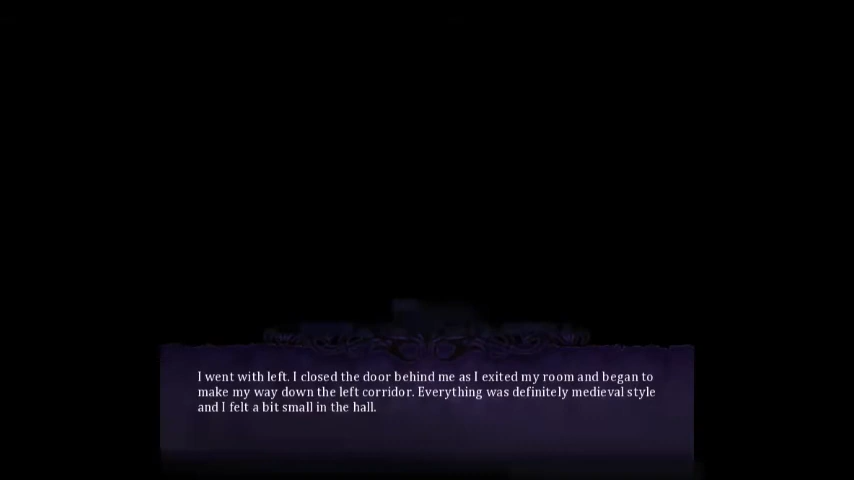 I went with left. I closed the door behind me as I exited my room and began to
make my way down the left corridor. Everything was definitely medieval style
and I felt a bit small in the hall.